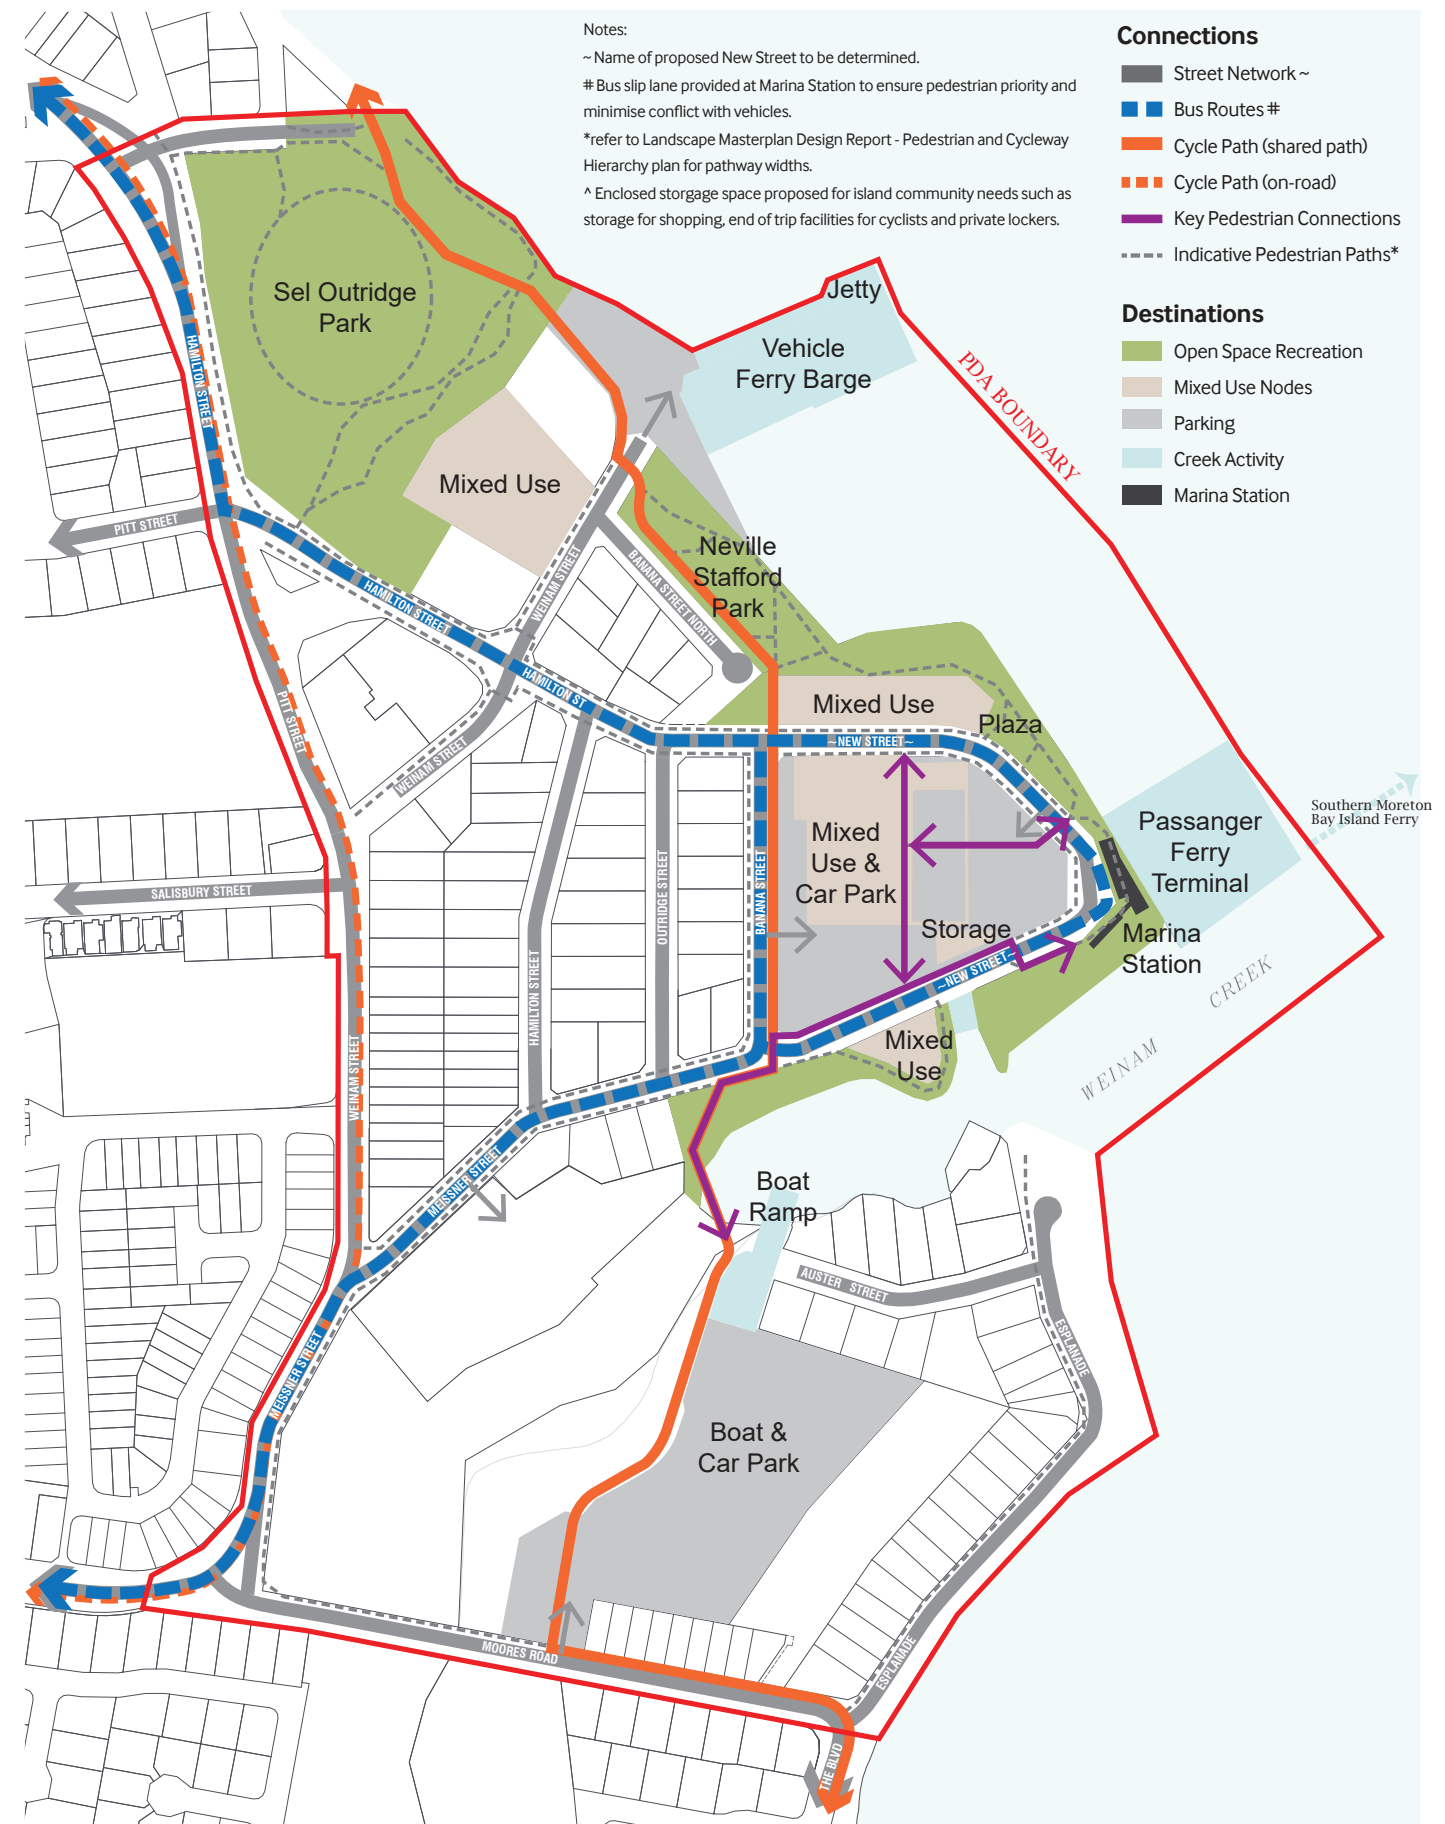 Notes:
~ Name of proposed New Street to be determined.
# Bus slip lane provided at Marina Station to ensure pedestrian priority and
minimise conflict with vehicles.
*refer to Landscape Masterplan Design Report - Pedestrian and Cycleway
Hierarchy plan for pathway widths.
^ Enclosed storgage space proposed for island community needs such as
storage for shopping, end of trip facilities for cyclists and private lockers.
Connections
Street Network ~
Bus Routes #
Cycle Path (shared path)
Cycle Path (on-road)
Key Pedestrian Connections
Indicative Pedestrian Paths*
Destinations
Open Space Recreation
Mixed Use Nodes
Parking
Creek Activity
Marina Station
Sel Outridge
Park
Jetty
Vehicle
Ferry Barge
PDA BOUNDARY
HAMILTON STREET
Mixed Use
PITT STREET
Neville
Stafford
Park
WEINAM STREET
BANANA STREET NORTH
HAMILTON STREET
HAMILTON ST
PITT STREET
Mixed Use
Plaza
~NEW STREET~
WEINAM STREET
Southern Moreton
Bay Island Ferry
Passanger
Ferry
Terminal
Mixed
Use &
Car Park
SALISBURY STREET
OUTRIDGE STREET
BANANA STREET
Storage
Marina
Station
~NEW STREET~
HAMILTON STREET
WEINAM CREEK
Mixed
Use
WEINAM STREET
MEISSNER STREET
Boat
Ramp
AUSTER STREET
ESPLANADE
MEISSNER STREET
Boat &
Car Park
MOORES ROAD
ESPLANADE
THE BLVD